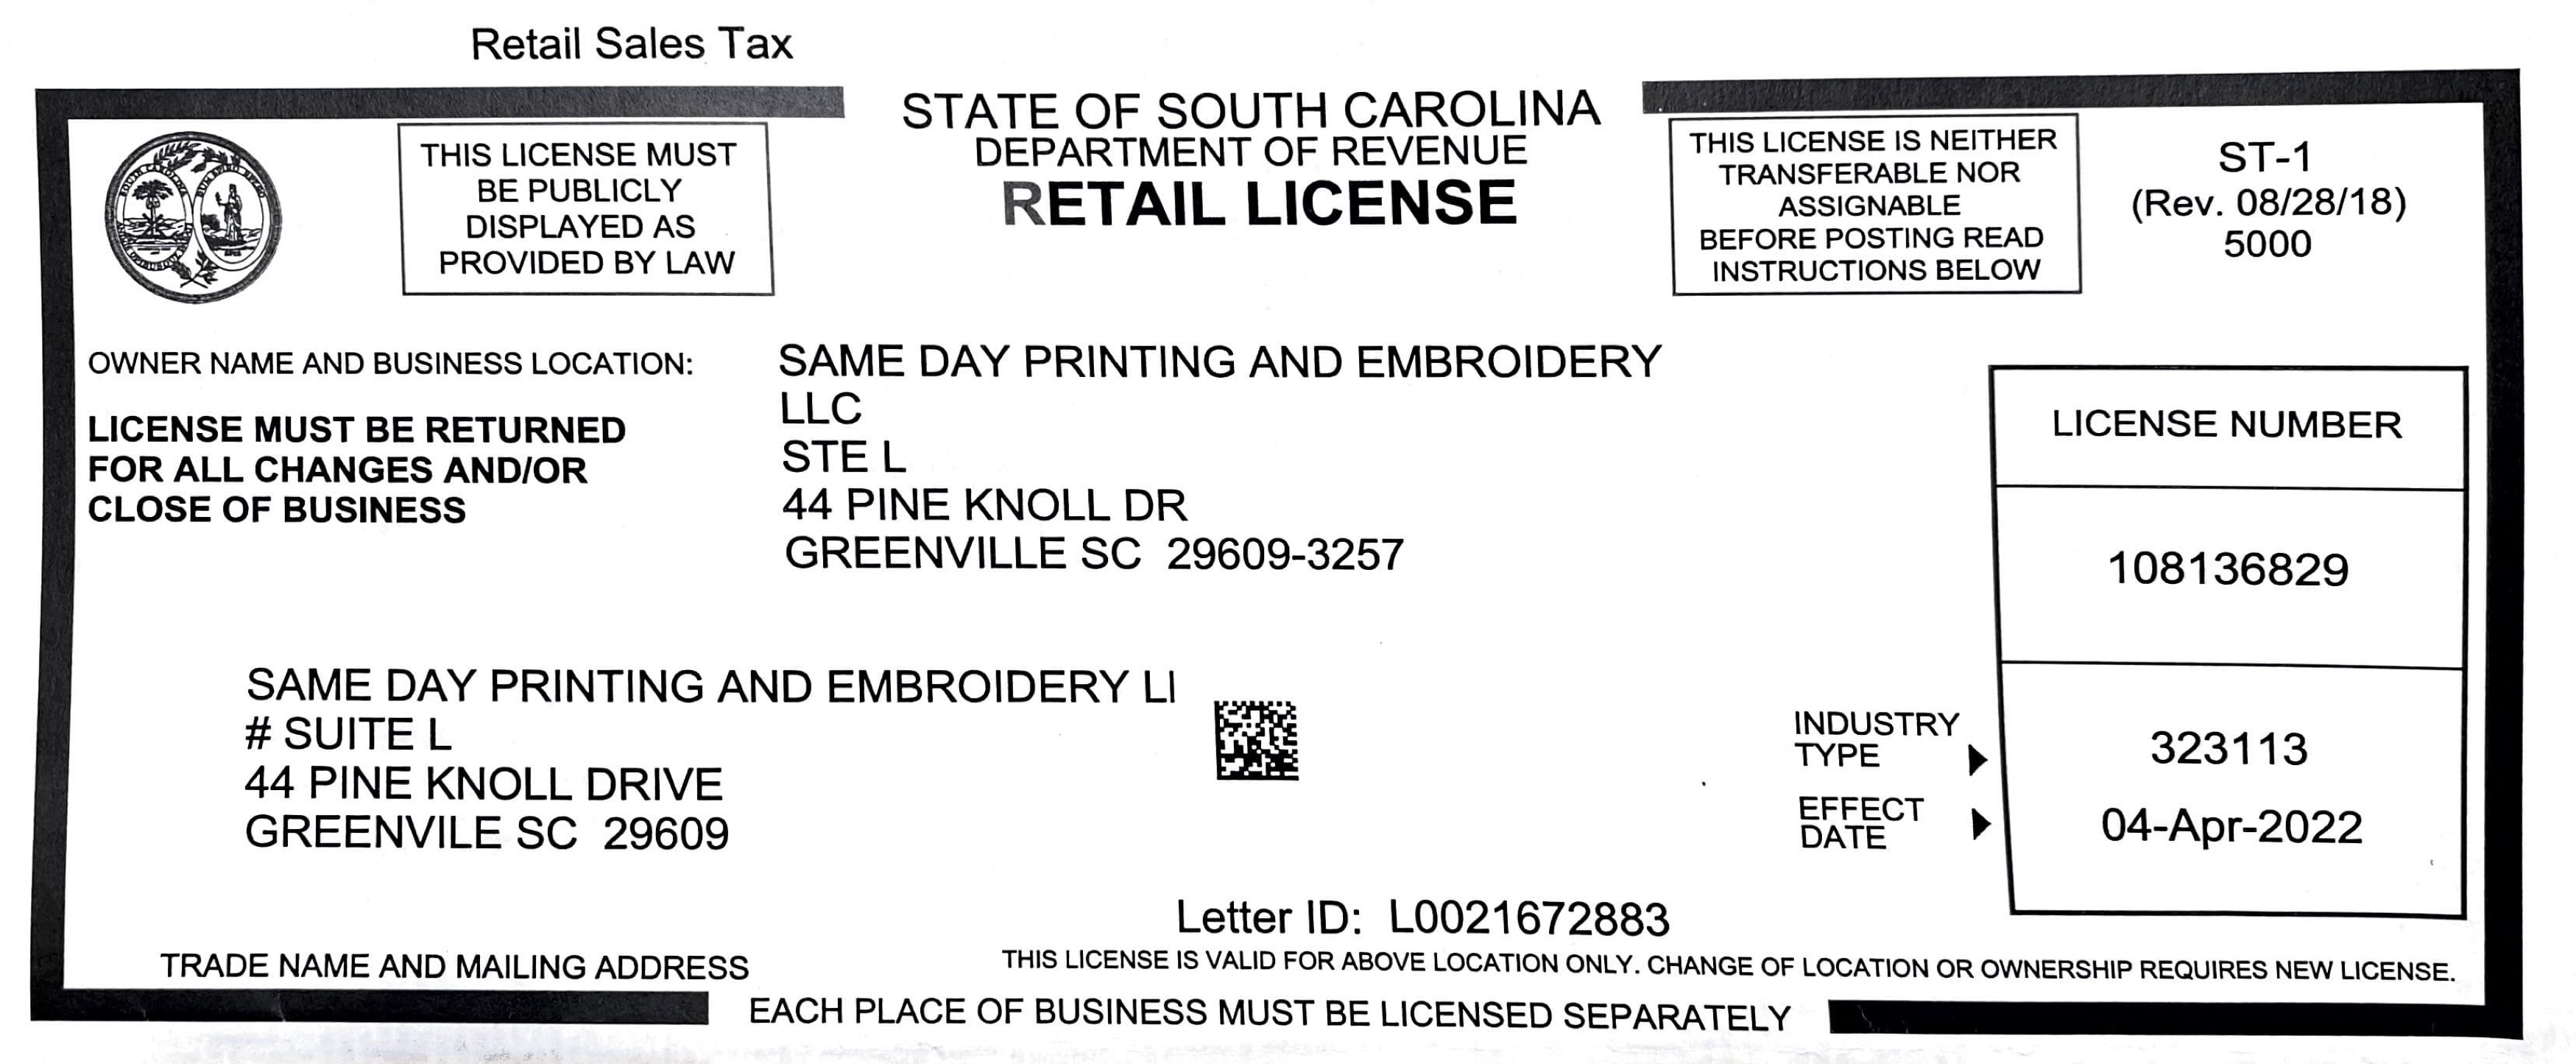 Retail Sales Tax
STATE OF SOUTH CAROLINA
DEPARTMENT OF REVENUE
RETAIL LICENSE
THIS LICENSE MUST
BE PUBLICLY
DISPLAYED AS
PROVIDED BY LAW
THIS LICENSE IS NEITHER
TRANSFERABLE NOR
ASSIGNABLE
BEFORE POSTING READ
INSTRUCTIONS BELOW
ST-1
(Rev. 08/28/18)
5000
OWNER NAME AND BUSINESS LOCATION:
LICENSE MUST BE RETURNED
FOR ALL CHANGES AND/OR
CLOSE OF BUSINESS
SAME DAY PRINTING AND EMBROIDERY
LLC
STE L
44 PINE KNOLL DR
GREENVILLE SC 29609-3257
LICENSE NUMBER
108136829
SAME DAY PRINTING AND EMBROIDERY LI
# SUITE L
44 PINE KNOLL DRIVE
GREENVILE SC 29609
INDUSTRY
TYPE
323113
EFFECT
DATE
04-Apr-2022
Letter ID: L0021672883
TRADE NAME AND MAILING ADDRESS
THIS LICENSE IS VALID FOR ABOVE LOCATION ONLY. CHANGE OF LOCATION OR OWNERSHIP REQUIRES NEW LICENSE.
EACH PLACE OF BUSINESS MUST BE LICENSED SEPARATELY